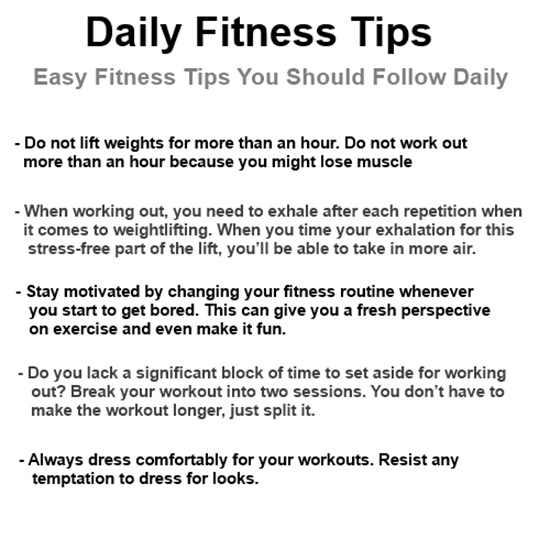 Daily Fitness Tips
Easy Fitness Tips You Should Follow Daily
- Do not lift weights for more than an hour. Do not work out
more than an hour because you might lose muscle
- When working out, you need to exhale after each repetition when
it comes to weightlifting. When you time your exhalation for this
stress-free part of the lift, you'll be able to take in more air.
- Stay motivated by changing your fitness routine whenever
you start to get bored. This can give you a fresh perspective
on exercise and even make it fun.
- Do you lack a significant block of time to set aside for working
out? Break your workout into two sessions. You don't have to
make the workout longer, just split it.
- Always dress comfortably for your workouts. Resist any
temptation to dress for looks.